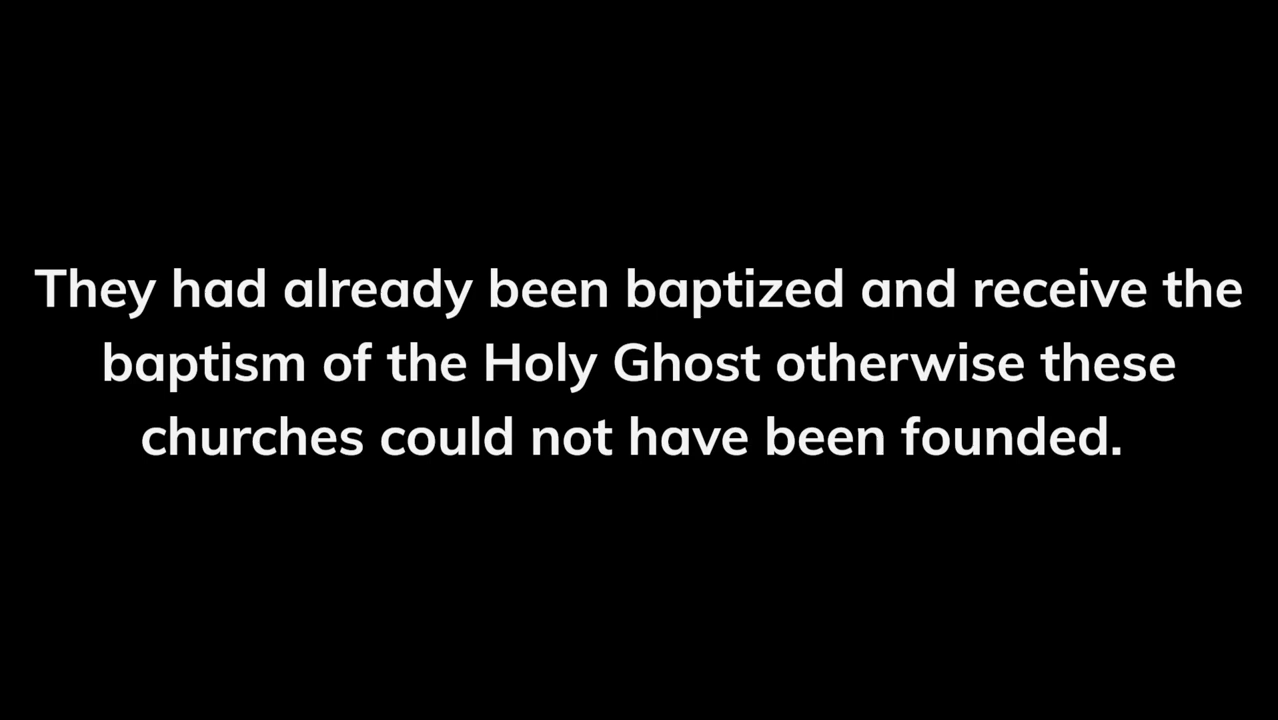 They had already been baptized and receive the
baptism of the Holy Ghost otherwise these
churches could not have been founded.